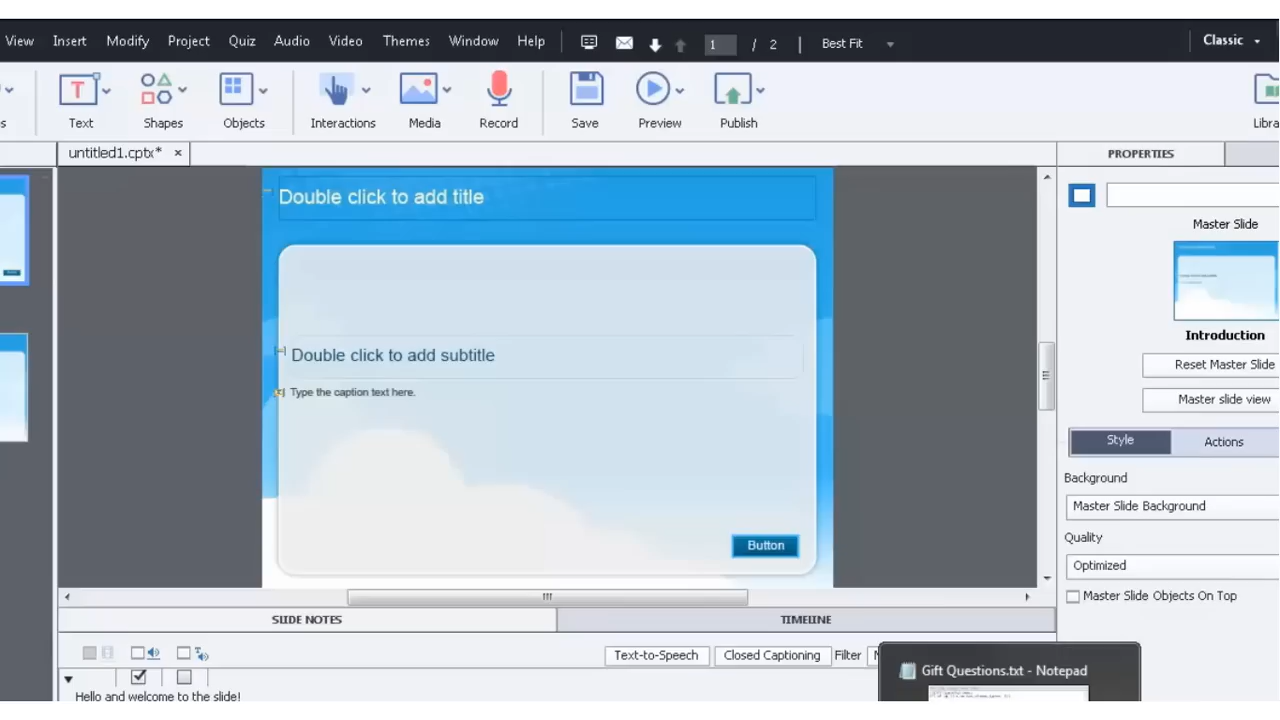 View Insert Modify Project Quiz Audio Video Themes Window Help 1 / 2 Best Fit Classic
Text Shapes Objects Interactions Media Record Save Preview Publish
untitled1.cptx* × PROPERTIES
Double click to add title
Master Slide
Double click to add subtitle
Introduction
Reset Master Slide
Type the caption text here.
Master slide view
Style Actions
Background
Master Slide Background
Button
Quality
Optimized
Master Slide Objects On Top
SLIDE NOTES TIMELINE
Text-to-Speech Closed Captioning Filter
Gift Questions.txt - Notepad
Hello and welcome to the slide!